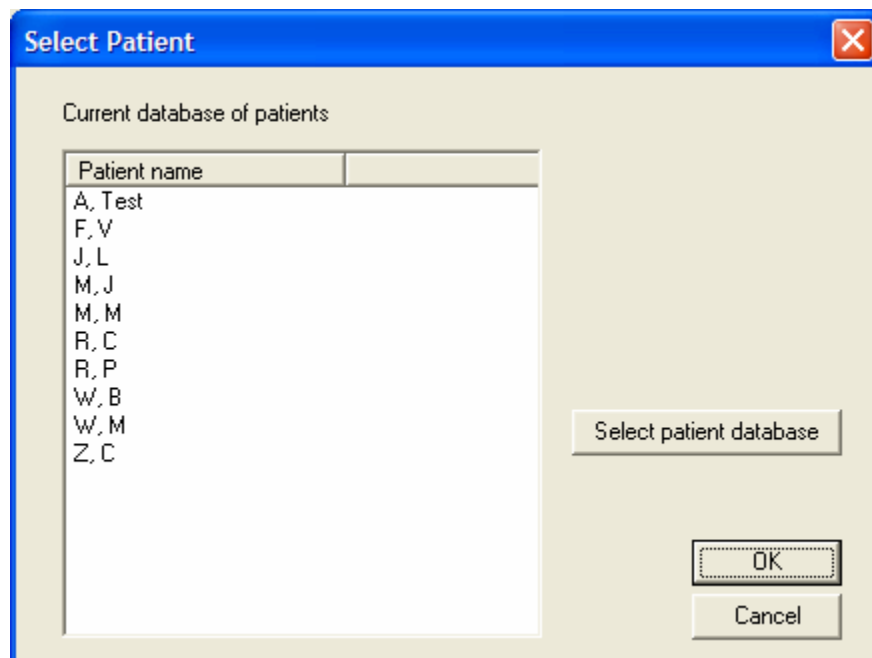 Select Patient
Current database of patients
Patient name
A, Test
F, V
J, L
M, J
M, M
R, C
R, P
W, B
W, M
Z, C
Select patient database
OK
Cancel